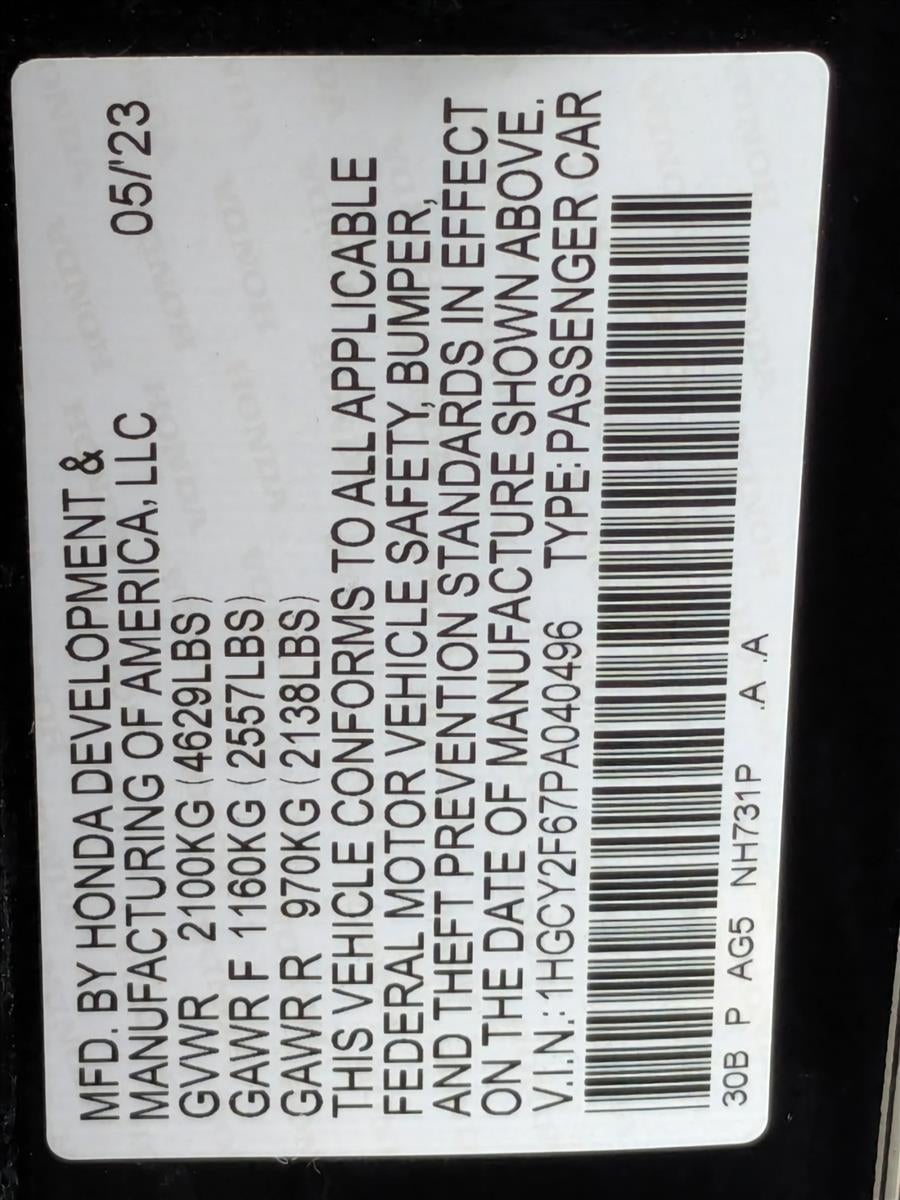 MFD. BY HONDA DEVELOPMENT &
MANUFACTURING OF AMERICA, LLC 05/'23
GVWR 2100KG (4629LBS)
GAWR F 1160KG (2557LBS)
GAWR R 970KG (2138LBS)
THIS VEHICLE CONFORMS TO ALL APPLICABLE
FEDERAL MOTOR VEHICLE SAFETY, BUMPER,
AND THEFT PREVENTION STANDARDS IN EFFECT
ON THE DATE OF MANUFACTURE SHOWN ABOVE.
V.I.N.: 1HGCY2F67PA040496 TYPE: PASSENGER CAR
30B P AG5 NH731P .A .A